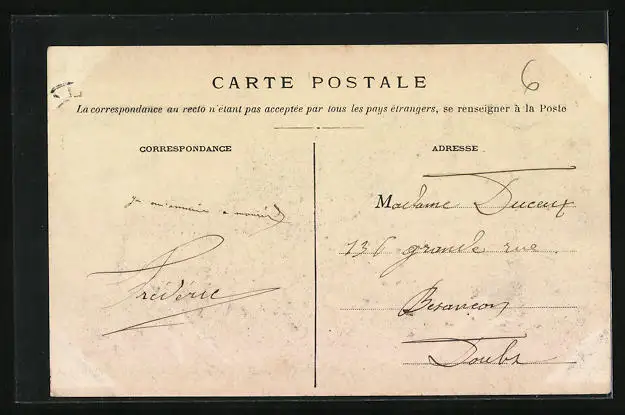 6
CARTE POSTALE
La correspondance au recto n'étant pas acceptée par tous les pays étrangers, se renseigner à la Poste
CORRESPONDANCE
ADRESSE
Frédéric
Madame Duceux
136 grande rue
Besançon
Doubs